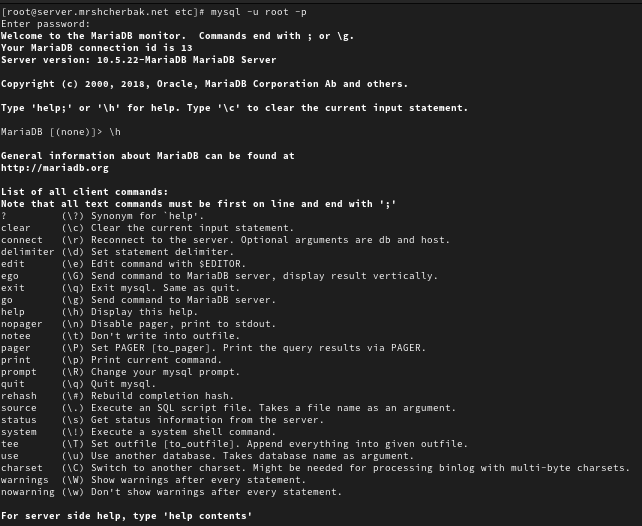 [root@server.mrshcherbak.net etc]# mysql -u root -p
Enter password:
Welcome to the MariaDB monitor.  Commands end with ; or \g.
Your MariaDB connection id is 13
Server version: 10.5.22-MariaDB MariaDB Server
Copyright (c) 2000, 2018, Oracle, MariaDB Corporation Ab and others.
Type 'help;' or '\h' for help. Type '\c' to clear the current input statement.
MariaDB [(none)]> \h
General information about MariaDB can be found at
http://mariadb.org
List of all client commands:
Note that all text commands must be first on line and end with ';'
?         (\?) Synonym for `help'.
clear     (\c) Clear the current input statement.
connect   (\r) Reconnect to the server. Optional arguments are db and host.
delimiter (\d) Set statement delimiter.
edit      (\e) Edit command with $EDITOR.
ego       (\G) Send command to MariaDB server, display result vertically.
exit      (\q) Exit mysql. Same as quit.
go        (\g) Send command to MariaDB server.
help      (\h) Display this help.
nopager   (\n) Disable pager, print to stdout.
notee     (\t) Don't write into outfile.
pager     (\P) Set PAGER [to_pager]. Print the query results via PAGER.
print     (\p) Print current command.
prompt    (\R) Change your mysql prompt.
quit      (\q) Quit mysql.
rehash    (\#) Rebuild completion hash.
source    (\.) Execute an SQL script file. Takes a file name as an argument.
status    (\s) Get status information from the server.
system    (\!) Execute a system shell command.
tee       (\T) Set outfile [to_outfile]. Append everything into given outfile.
use       (\u) Use another database. Takes database name as argument.
charset   (\C) Switch to another charset. Might be needed for processing binlog with multi-byte charsets.
warnings  (\W) Show warnings after every statement.
nowarning (\w) Don't show warnings after every statement.
For server side help, type 'help contents'